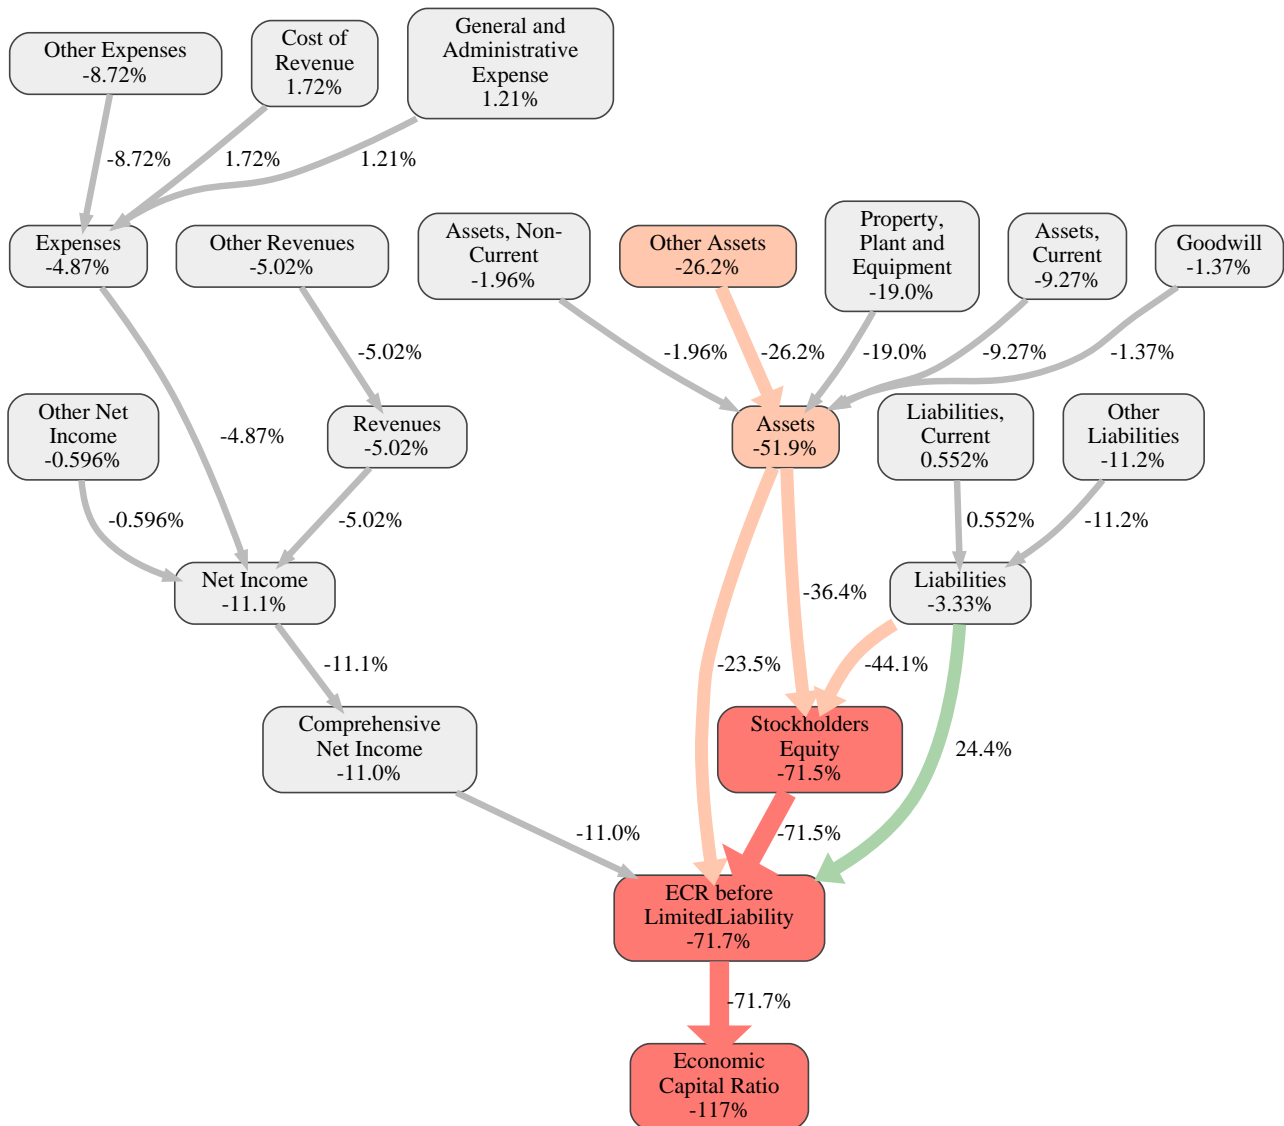 Other Expenses
-8.72%
Cost of
Revenue
1.72%
General and
Administrative
Expense
1.21%
-8.72%
1.72%
1.21%
Expenses
-4.87%
Other Revenues
-5.02%
Assets, Non-
Current
-1.96%
Other Assets
-26.2%
Property,
Plant and
Equipment
-19.0%
Assets,
Current
-9.27%
Goodwill
-1.37%
-5.02%
-1.96%
-26.2%
-19.0%
-9.27%
-1.37%
Other Net
Income
-0.596%
-4.87%
Revenues
-5.02%
Assets
-51.9%
Liabilities,
Current
0.552%
Other
Liabilities
-11.2%
-0.596%
-5.02%
0.552%
-11.2%
Net Income
-11.1%
-36.4%
Liabilities
-3.33%
-11.1%
-23.5%
-44.1%
Comprehensive
Net Income
-11.0%
Stockholders
Equity
-71.5%
24.4%
-11.0%
-71.5%
ECR before
LimitedLiability
-71.7%
-71.7%
Economic
Capital Ratio
-117%